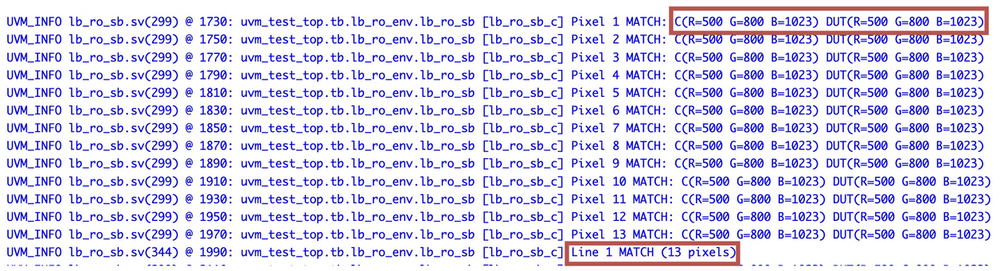 UVM_INFO lb_ro_sb.sv(299) @ 1730: uvm_test_top.tb.lb_ro_env.lb_ro_sb [lb_ro_sb_c] Pixel 1 MATCH: C(R=500 G=800 B=1023) DUT(R=500 G=800 B=1023)
UVM_INFO lb_ro_sb.sv(299) @ 1750: uvm_test_top.tb.lb_ro_env.lb_ro_sb [lb_ro_sb_c] Pixel 2 MATCH: C(R=500 G=800 B=1023) DUT(R=500 G=800 B=1023)
UVM_INFO lb_ro_sb.sv(299) @ 1770: uvm_test_top.tb.lb_ro_env.lb_ro_sb [lb_ro_sb_c] Pixel 3 MATCH: C(R=500 G=800 B=1023) DUT(R=500 G=800 B=1023)
UVM_INFO lb_ro_sb.sv(299) @ 1790: uvm_test_top.tb.lb_ro_env.lb_ro_sb [lb_ro_sb_c] Pixel 4 MATCH: C(R=500 G=800 B=1023) DUT(R=500 G=800 B=1023)
UVM_INFO lb_ro_sb.sv(299) @ 1810: uvm_test_top.tb.lb_ro_env.lb_ro_sb [lb_ro_sb_c] Pixel 5 MATCH: C(R=500 G=800 B=1023) DUT(R=500 G=800 B=1023)
UVM_INFO lb_ro_sb.sv(299) @ 1830: uvm_test_top.tb.lb_ro_env.lb_ro_sb [lb_ro_sb_c] Pixel 6 MATCH: C(R=500 G=800 B=1023) DUT(R=500 G=800 B=1023)
UVM_INFO lb_ro_sb.sv(299) @ 1850: uvm_test_top.tb.lb_ro_env.lb_ro_sb [lb_ro_sb_c] Pixel 7 MATCH: C(R=500 G=800 B=1023) DUT(R=500 G=800 B=1023)
UVM_INFO lb_ro_sb.sv(299) @ 1870: uvm_test_top.tb.lb_ro_env.lb_ro_sb [lb_ro_sb_c] Pixel 8 MATCH: C(R=500 G=800 B=1023) DUT(R=500 G=800 B=1023)
UVM_INFO lb_ro_sb.sv(299) @ 1890: uvm_test_top.tb.lb_ro_env.lb_ro_sb [lb_ro_sb_c] Pixel 9 MATCH: C(R=500 G=800 B=1023) DUT(R=500 G=800 B=1023)
UVM_INFO lb_ro_sb.sv(299) @ 1910: uvm_test_top.tb.lb_ro_env.lb_ro_sb [lb_ro_sb_c] Pixel 10 MATCH: C(R=500 G=800 B=1023) DUT(R=500 G=800 B=1023)
UVM_INFO lb_ro_sb.sv(299) @ 1930: uvm_test_top.tb.lb_ro_env.lb_ro_sb [lb_ro_sb_c] Pixel 11 MATCH: C(R=500 G=800 B=1023) DUT(R=500 G=800 B=1023)
UVM_INFO lb_ro_sb.sv(299) @ 1950: uvm_test_top.tb.lb_ro_env.lb_ro_sb [lb_ro_sb_c] Pixel 12 MATCH: C(R=500 G=800 B=1023) DUT(R=500 G=800 B=1023)
UVM_INFO lb_ro_sb.sv(299) @ 1970: uvm_test_top.tb.lb_ro_env.lb_ro_sb [lb_ro_sb_c] Pixel 13 MATCH: C(R=500 G=800 B=1023) DUT(R=500 G=800 B=1023)
UVM_INFO lb_ro_sb.sv(344) @ 1990: uvm_test_top.tb.lb_ro_env.lb_ro_sb [lb_ro_sb_c] Line 1 MATCH (13 pixels)